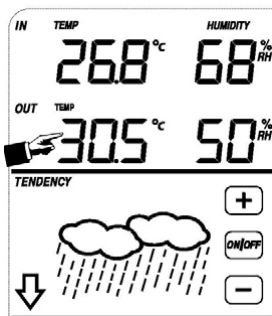 IN TEMP HUMIDITY
26.8 °C 68 % RH
OUT TEMP
30.5 °C 50 % RH
TENDENCY
+
ON/OFF
−